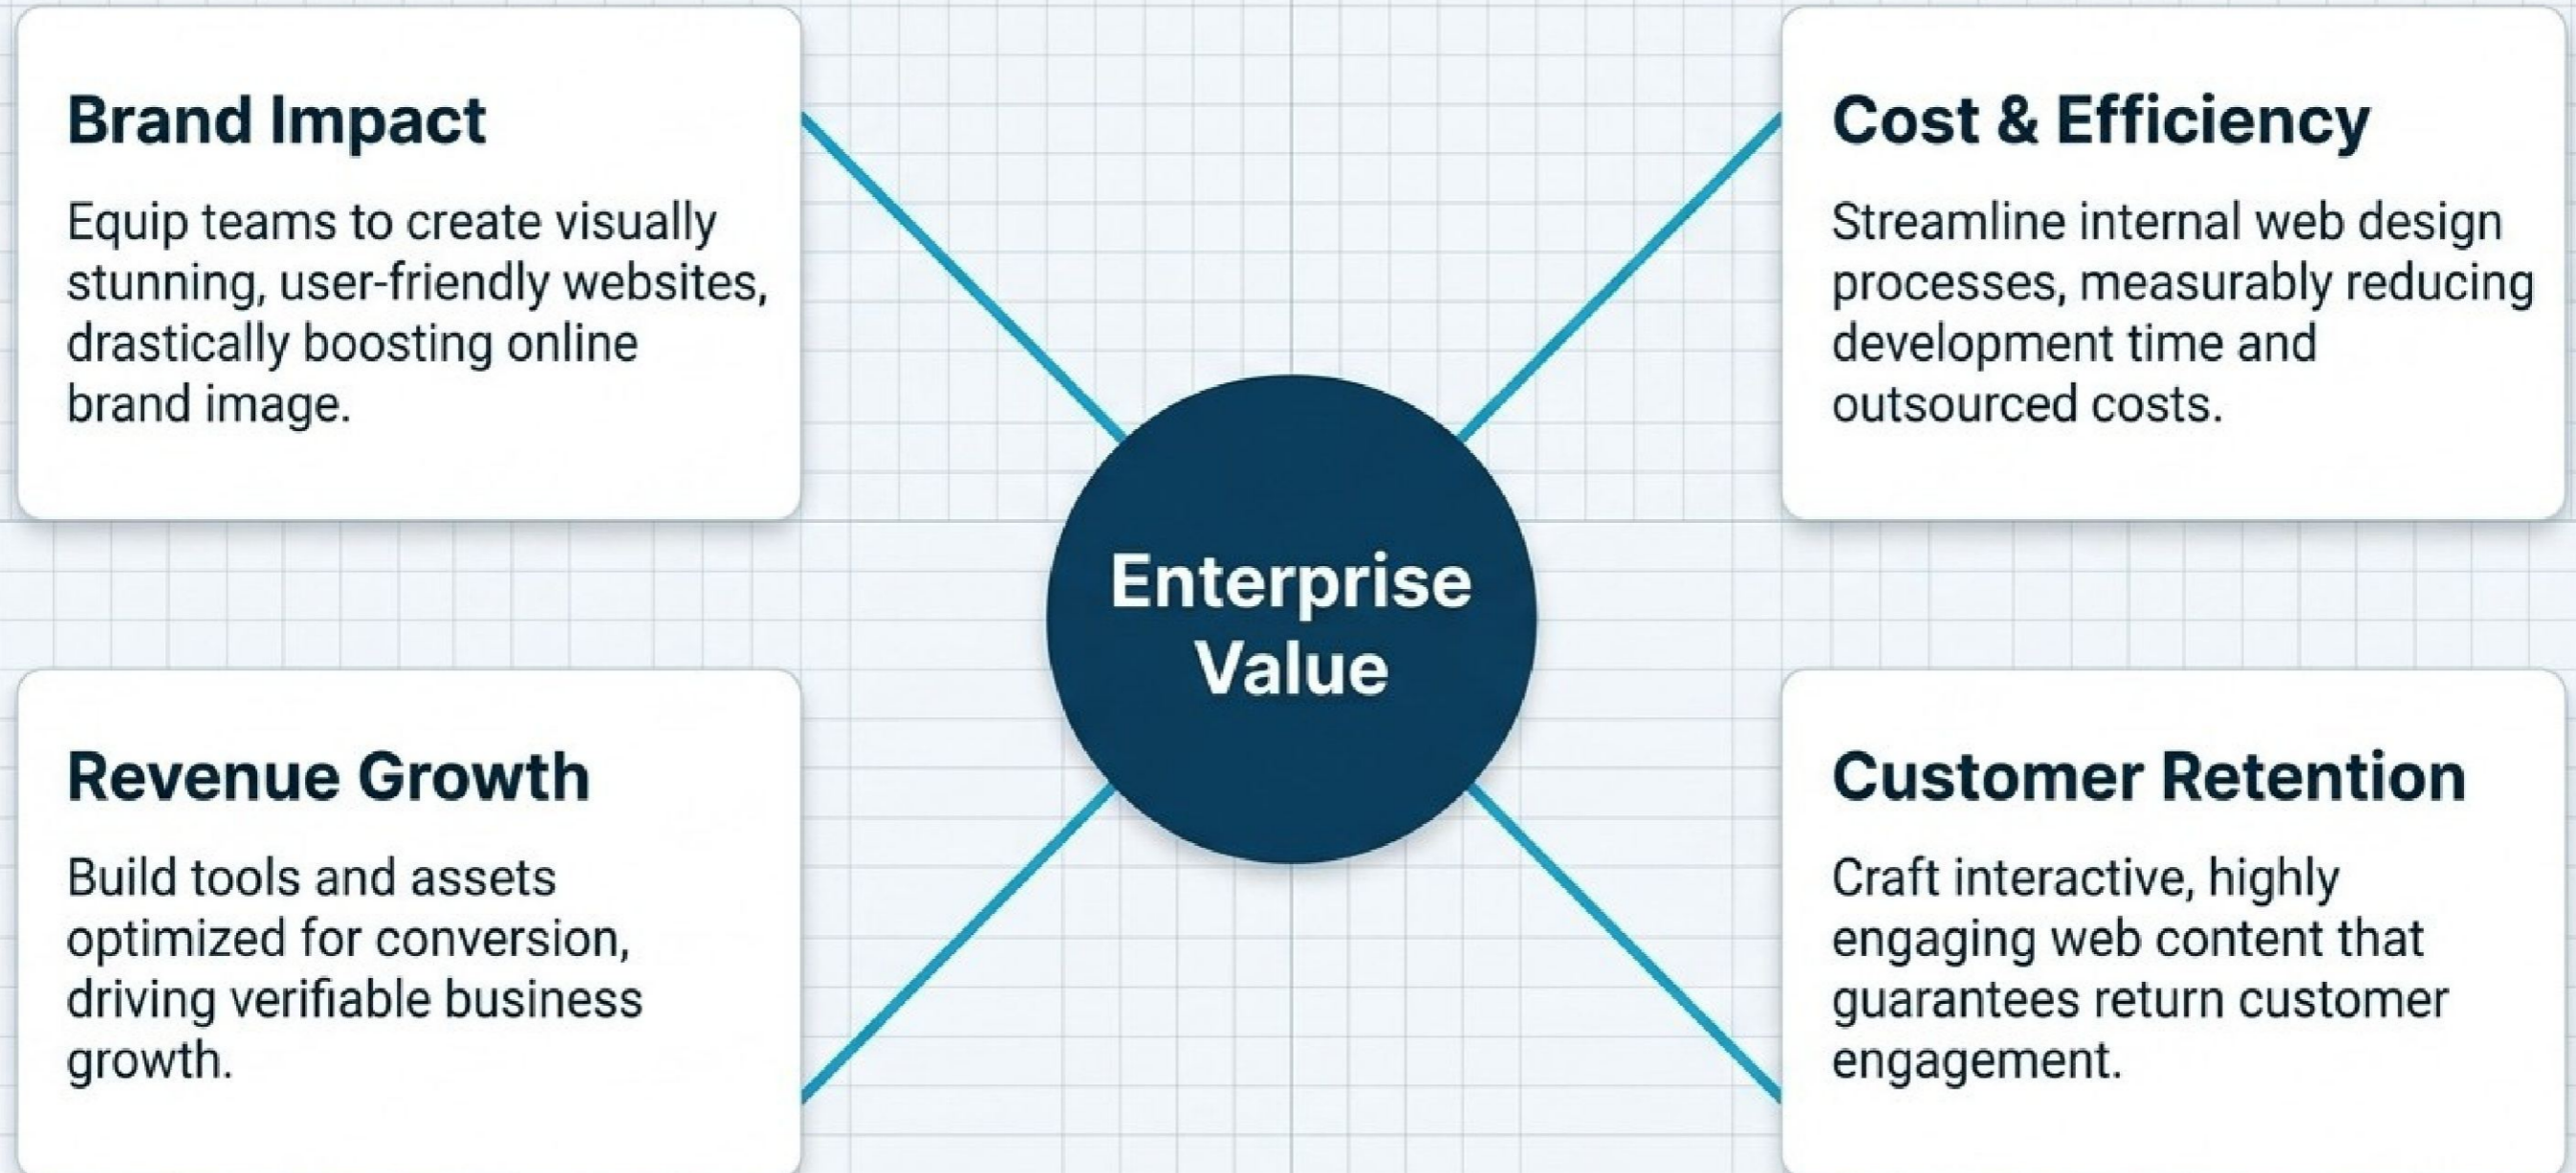 Brand Impact
Equip teams to create visually
stunning, user-friendly websites,
drastically boosting online
brand image.
Cost & Efficiency
Streamline internal web design
processes, measurably reducing
development time and
outsourced costs.
Enterprise
Value
Revenue Growth
Build tools and assets
optimized for conversion,
driving verifiable business
growth.
Customer Retention
Craft interactive, highly
engaging web content that
guarantees return customer
engagement.